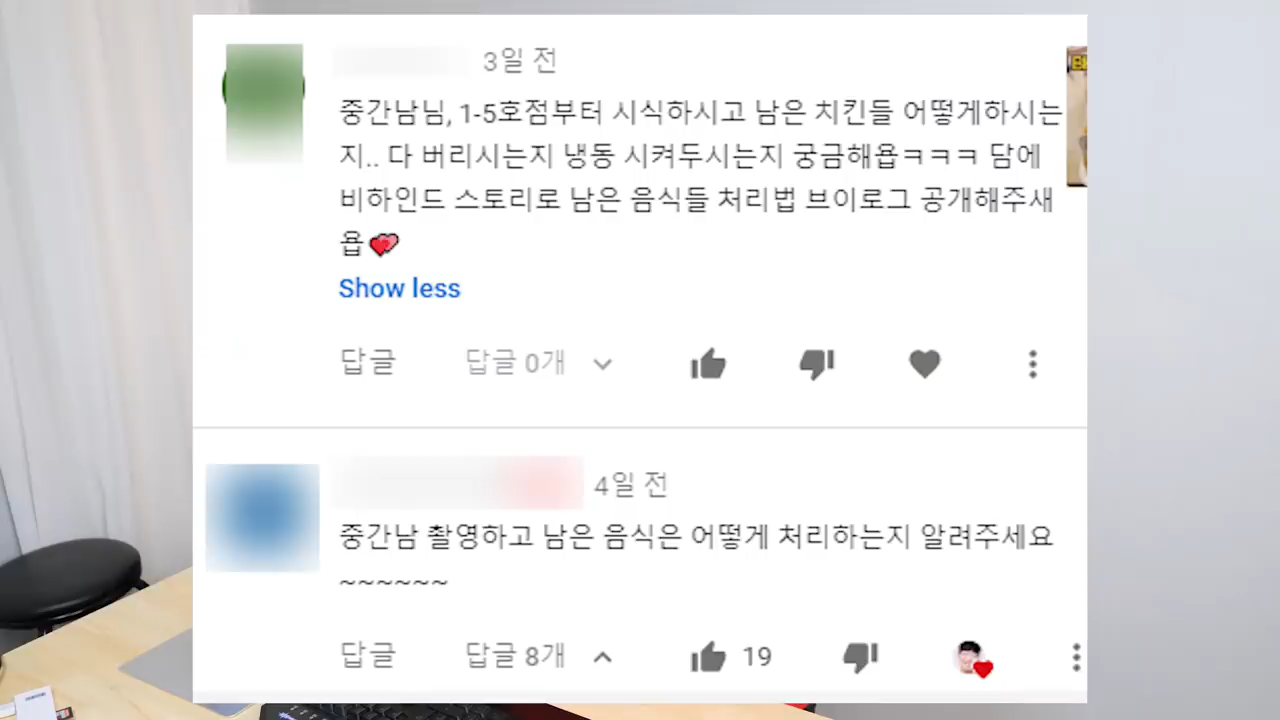 3일 전
중간남님, 1-5호점부터 시식하시고 남은 치킨들 어떻게하시는
지.. 다 버리시는지 냉동 시켜두시는지 궁금해욥ㅋㅋㅋ 담에
비하인드 스토리로 남은 음식들 처리법 브이로그 공개해주새
욥💕
Show less
답글 답글 0개
4일 전
중간남 촬영하고 남은 음식은 어떻게 처리하는지 알려주세요
~~~~~~
답글 답글 8개 19